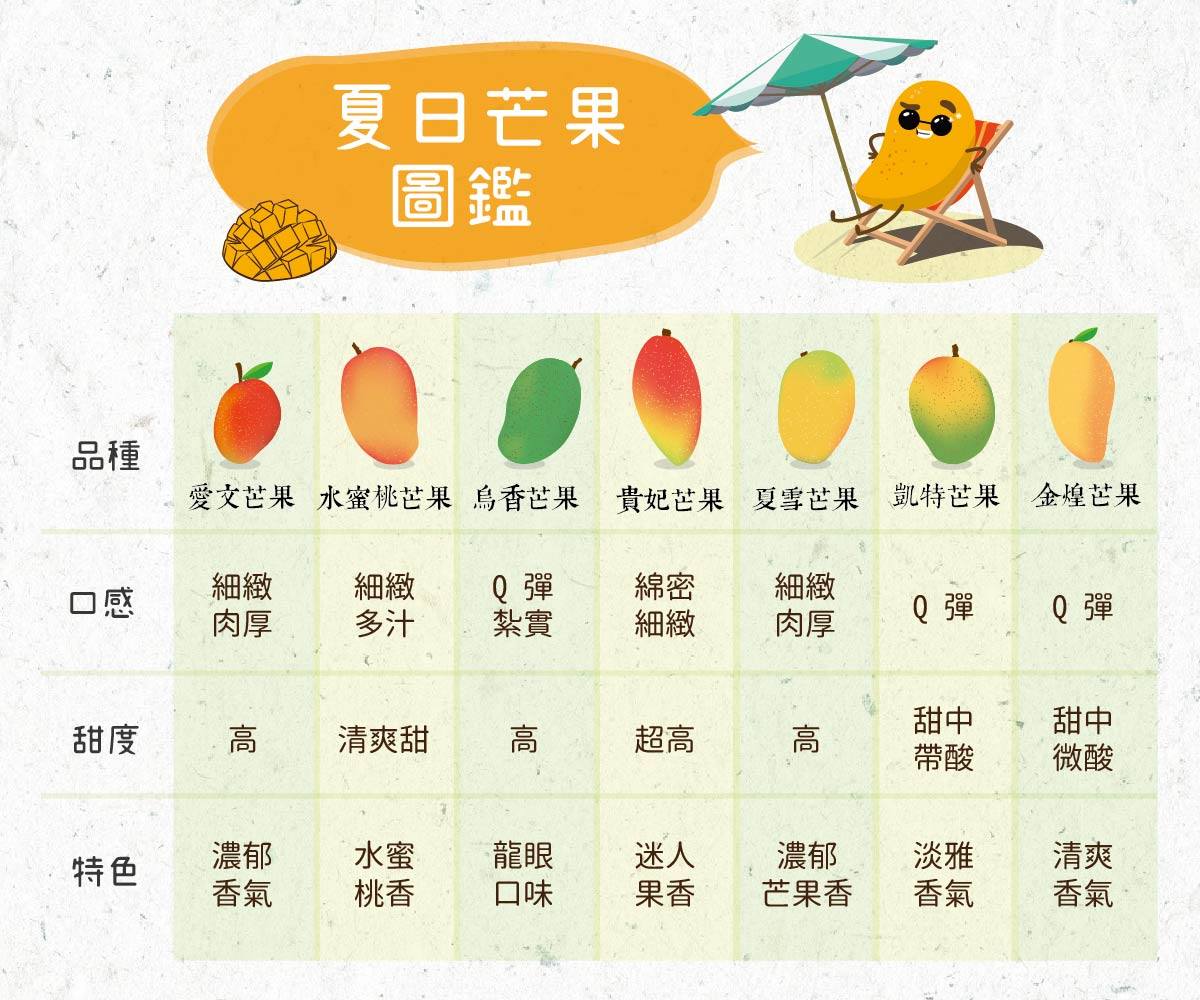 夏日芒果
圖鑑
品種
愛文芒果 水蜜桃芒果 烏香芒果 貴妃芒果 夏雪芒果 凱特芒果 金煌芒果
口感
細緻 細緻 Q 彈 綿密 細緻 Q 彈 Q 彈
肉厚 多汁 紮實 細緻 肉厚
甜度
高 清爽甜 高 超高 高 甜中 甜中
帶酸 微酸
特色
濃郁 水蜜 龍眼 迷人 濃郁 淡雅 清爽
香氣 桃香 口味 果香 芒果香 香氣 香氣